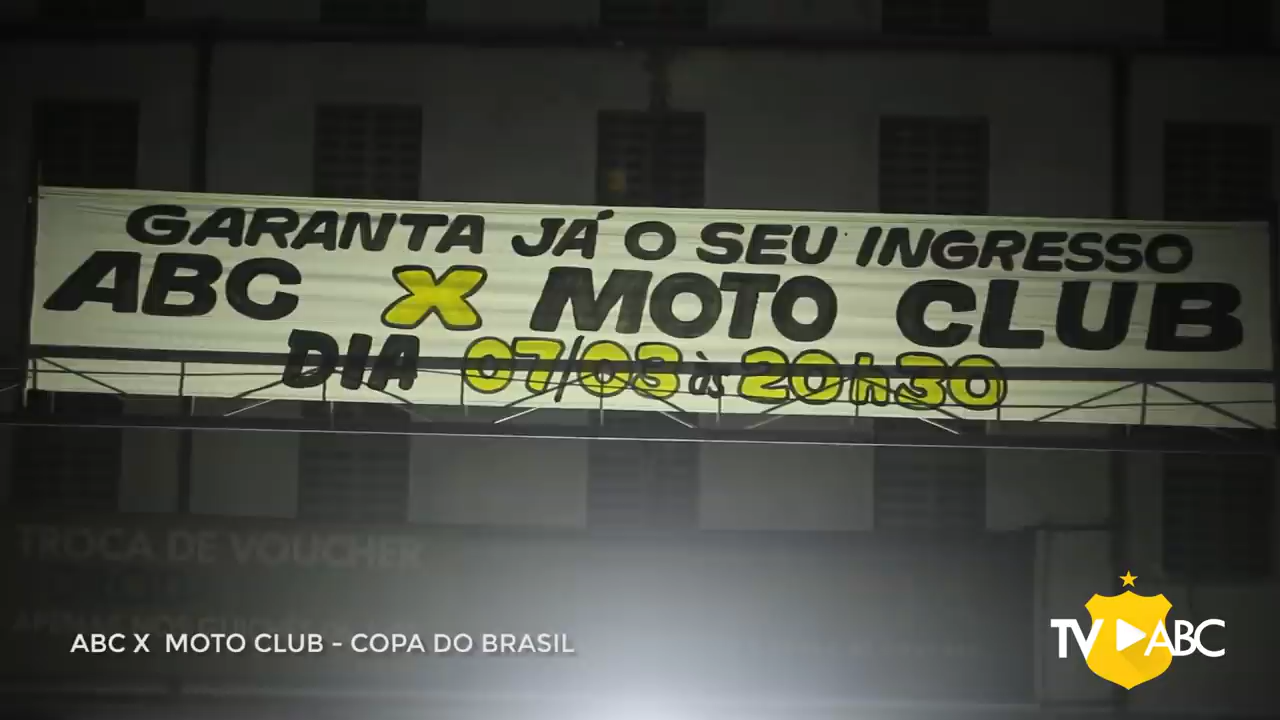 GARANTA JÁ O SEU INGRESSO
ABC X MOTO CLUB
DIA 07/03 às 20h30
TROCA DE VOUCHER
ABC X MOTO CLUB - COPA DO BRASIL
TV ABC